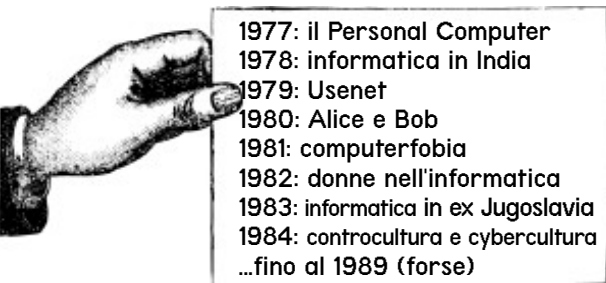 1977: il Personal Computer
1978: informatica in India
1979: Usenet
1980: Alice e Bob
1981: computerfobia
1982: donne nell'informatica
1983: informatica in ex Jugoslavia
1984: controcultura e cybercultura
...fino al 1989 (forse)